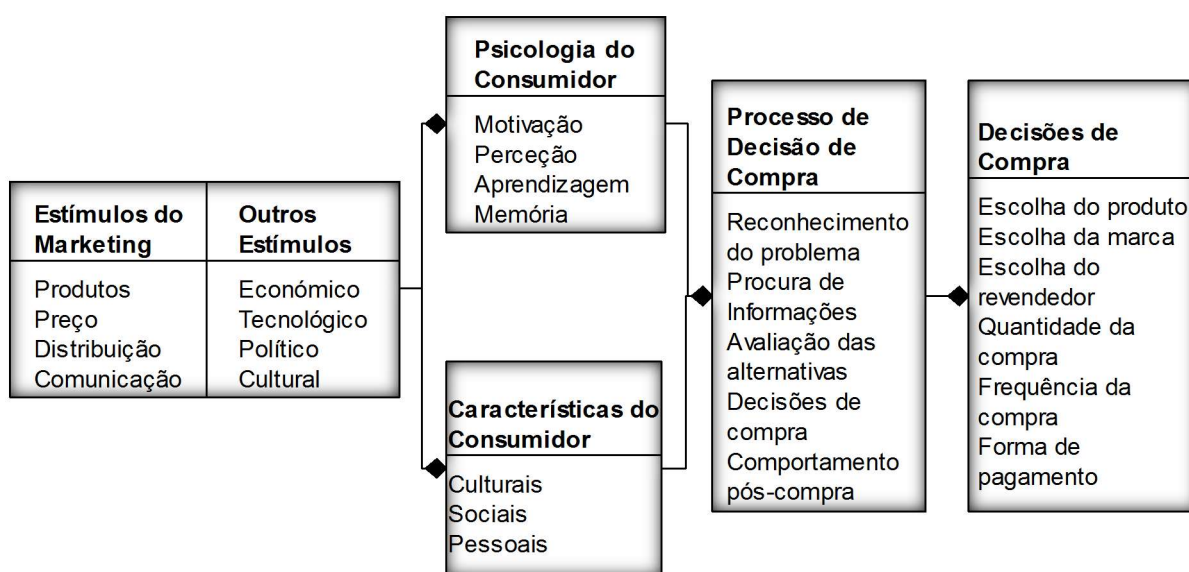 Estímulos do
Marketing
Produtos
Preço
Distribuição
Comunicação
Outros
Estímulos
Económico
Tecnológico
Político
Cultural
Psicologia do
Consumidor
Motivação
Perceção
Aprendizagem
Memória
Característícas do
Consumidor
Culturais
Sociais
Pessoais
Processo de
Decisão de
Compra
Reconhecimento
do problema
Procura de
Informações
Avaliação das
alternativas
Decisões de
compra
Comportamento
pós-compra
Decisões de
Compra
Escolha do produto
Escolha da marca
Escolha do
revendedor
Quantidade da
compra
Frequência da
compra
Forma de
pagamento